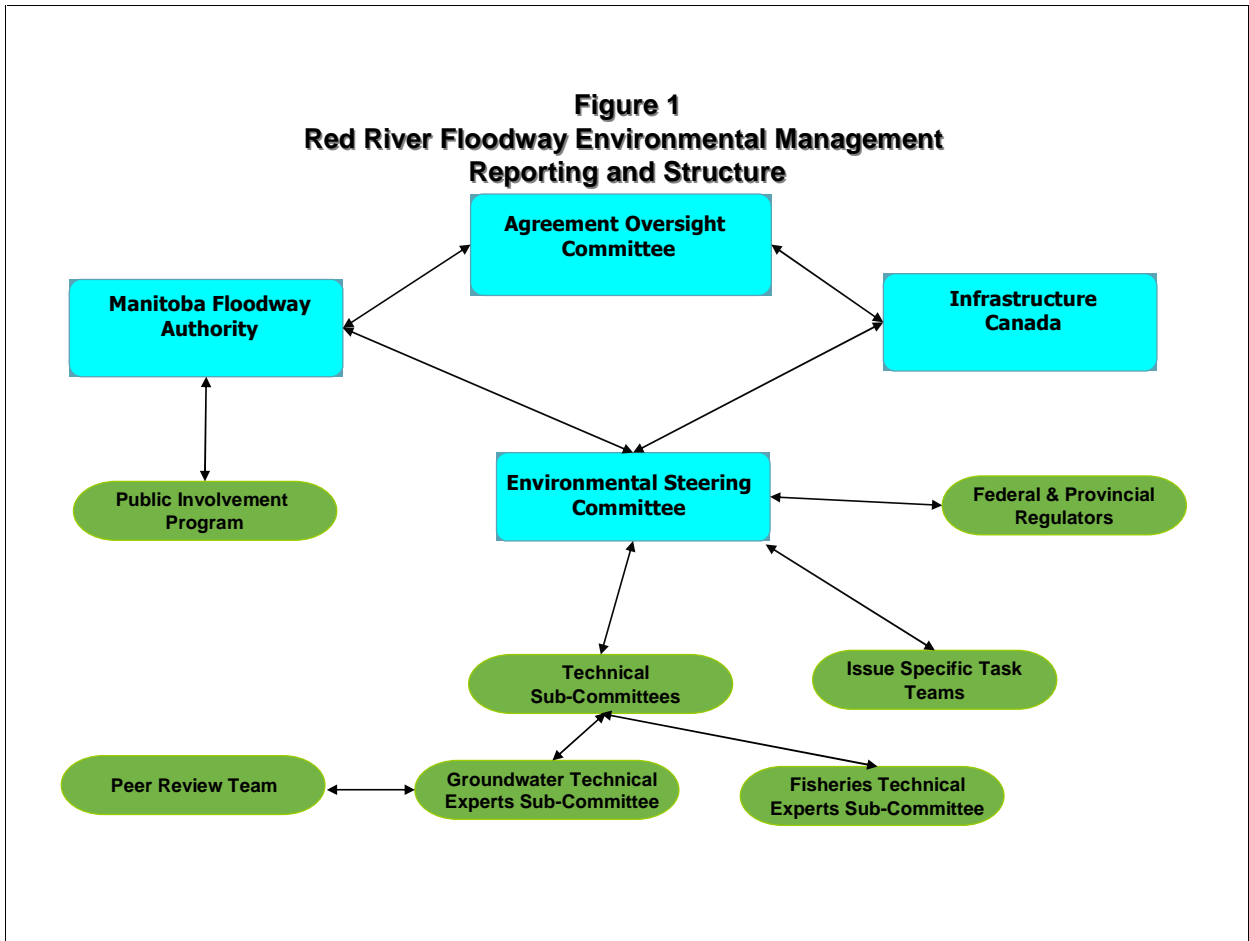 Figure 1
Red River Floodway Environmental Management
Reporting and Structure
Agreement Oversight
Committee
Manitoba Floodway
Authority
Infrastructure
Canada
Environmental Steering
Committee
Public Involvement
Program
Federal & Provincial
Regulators
Technical
Sub-Committees
Issue Specific Task
Teams
Peer Review Team
Groundwater Technical
Experts Sub-Committee
Fisheries Technical
Experts Sub-Committee